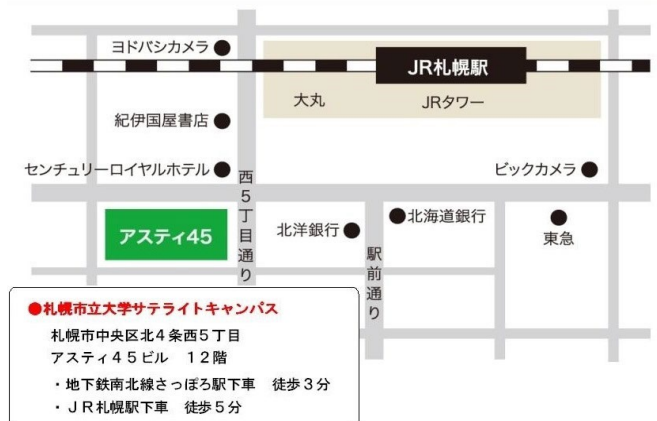 ヨドバシカメラ
JR札幌駅
大丸
JRタワー
紀伊国屋書店
センチュリーロイヤルホテル
ビックカメラ
西5丁目通り
アスティ45
北洋銀行
北海道銀行
東急
駅前通り
●札幌市立大学サテライトキャンパス
札幌市中央区北4条西5丁目
アスティ45ビル　12階
・地下鉄南北線さっぽろ駅下車　徒歩3分
・JR札幌駅下車　徒歩5分